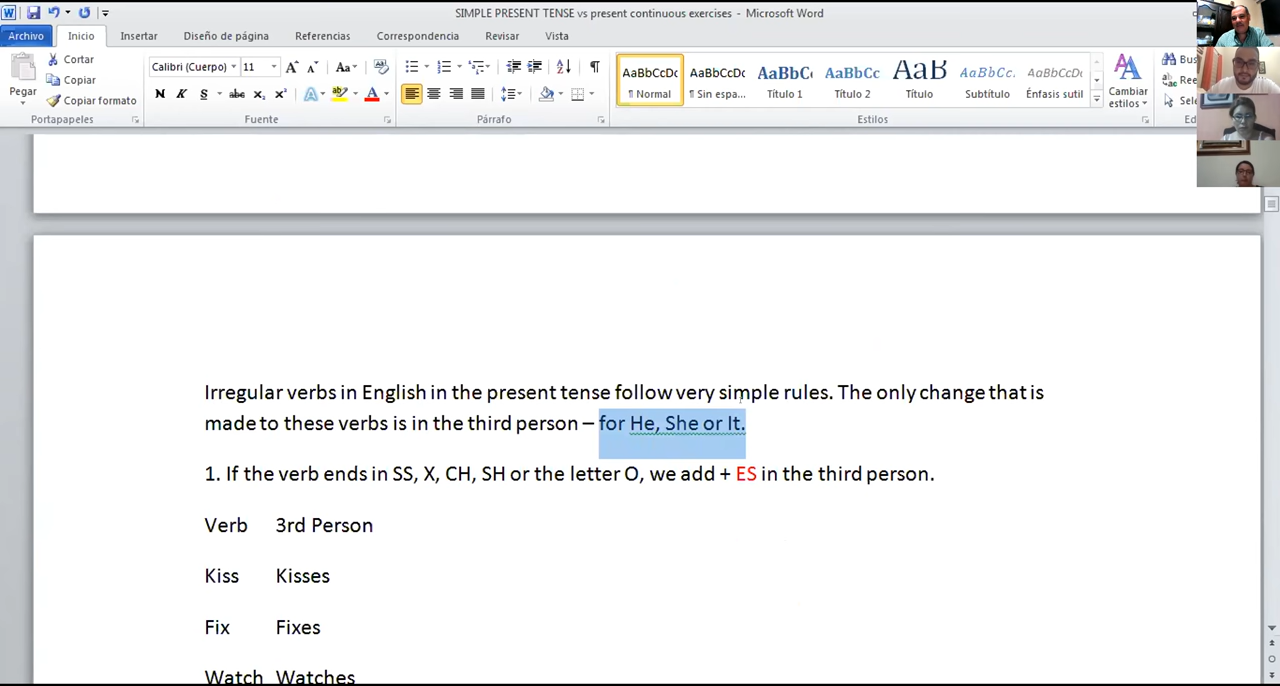 SIMPLE PRESENT TENSE vs present continuous exercises - Microsoft Word
Archivo Inicio Insertar Diseño de página Referencias Correspondencia Revisar Vista
Cortar
Copiar
Copiar formato
Pegar
Portapapeles
Calibri (Cuerpo) 11
Fuente
Párrafo
AaBbCcDc AaBbCcDc AaBbC AaBbCc AaB AaBbCc. AaBbCcDc
¶ Normal ¶ Sin espa... Título 1 Título 2 Título Subtítulo Énfasis sutil
Cambiar estilos
Estilos
Irregular verbs in English in the present tense follow very simple rules. The only change that is
made to these verbs is in the third person – for He, She or It.
1. If the verb ends in SS, X, CH, SH or the letter O, we add + ES in the third person.
Verb 3rd Person
Kiss Kisses
Fix Fixes
Watch Watches